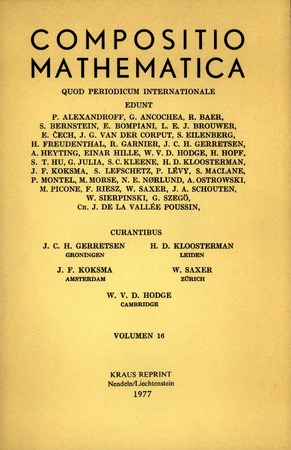 COMPOSITIO
MATHEMATICA
QUOD PERIODICUM INTERNATIONALE
EDUNT
P. ALEXANDROFF, G. ANCOCHEA, R. BAER,
S. BERNSTEIN, E. BOMPIANI, L. E. J. BROUWER,
E. ČECH, J. G. VAN DER CORPUT, S. EILENBERG,
H. FREUDENTHAL, R. GARNIER, J. C. H. GERRETSEN,
A. HEYTING, EINAR HILLE, W. V. D. HODGE, H. HOPF,
S. T. HU, G. JULIA, S. C. KLEENE, H. D. KLOOSTERMAN,
J. F. KOKSMA, S. LEFSCHETZ, P. LÉVY, S. MACLANE,
P. MONTEL, M. MORSE, N. E. NØRLUND, A. OSTROWSKI,
M. PICONE, F. RIESZ, W. SAXER, J. A. SCHOUTEN,
W. SIERPINSKI, G. SZEGÖ,
CH. J. DE LA VALLÉE POUSSIN,
CURANTIBUS
J. C. H. GERRETSEN H. D. KLOOSTERMAN
GRONINGEN LEIDEN
J. F. KOKSMA W. SAXER
AMSTERDAM ZÜRICH
W. V. D. HODGE
CAMBRIDGE
VOLUMEN 16
KRAUS REPRINT
Nendeln/Liechtenstein
1977